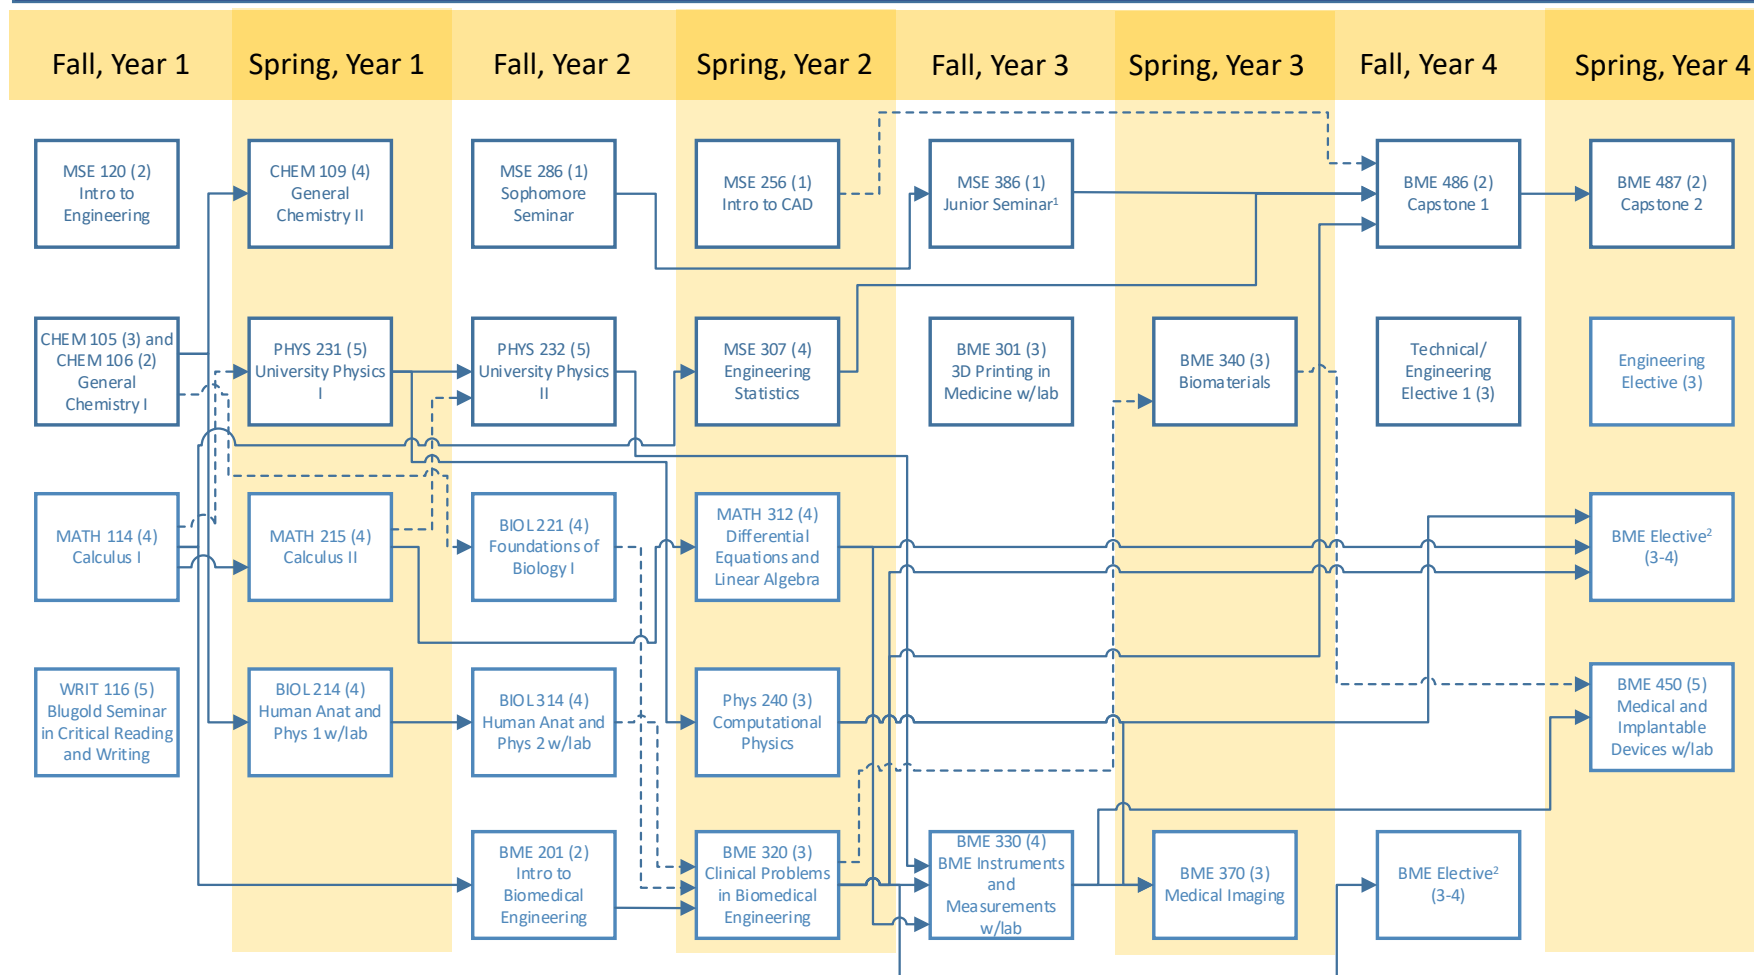 Fall, Year 1
Spring, Year 1
Fall, Year 2
Spring, Year 2
Fall, Year 3
Spring, Year 3
Fall, Year 4
Spring, Year 4
MSE 120 (2)
Intro to
Engineering
CHEM 109 (4)
General
Chemistry II
MSE 286 (1)
Sophomore
Seminar
MSE 256 (1)
Intro to CAD
MSE 386 (1)
Junior Seminar¹
BME 486 (2)
Capstone 1
BME 487 (2)
Capstone 2
CHEM 105 (3) and
CHEM 106 (2)
General
Chemistry I
PHYS 231 (5)
University Physics
I
PHYS 232 (5)
University Physics
II
MSE 307 (4)
Engineering
Statistics
BME 301 (3)
3D Printing in
Medicine w/lab
BME 340 (3)
Biomaterials
Technical/
Engineering
Elective 1 (3)
Engineering
Elective (3)
MATH 114 (4)
Calculus I
MATH 215 (4)
Calculus II
BIOL 221 (4)
Foundations of
Biology I
MATH 312 (4)
Differential
Equations and
Linear Algebra
BME Elective²
(3-4)
WRIT 116 (5)
Blugold Seminar
in Critical Reading
and Writing
BIOL 214 (4)
Human Anat and
Phys 1 w/lab
BIOL 314 (4)
Human Anat and
Phys 2 w/lab
Phys 240 (3)
Computational
Physics
BME 450 (5)
Medical and
Implantable
Devices w/lab
BME 201 (2)
Intro to
Biomedical
Engineering
BME 320 (3)
Clinical Problems
in Biomedical
Engineering
BME 330 (4)
BME Instruments
and
Measurements
w/lab
BME 370 (3)
Medical Imaging
BME Elective²
(3-4)